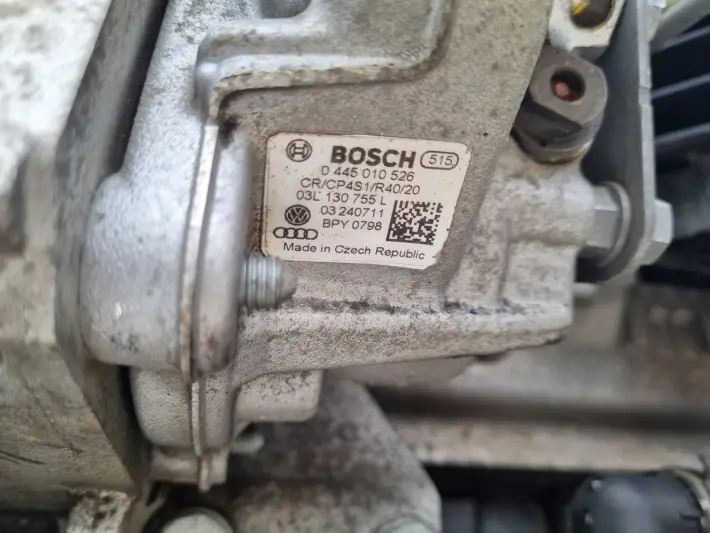 BOSCH 515
0 445 010 526
CR/CP4S1/R40/20
03L 130 755 L
03 240711
BPY 0798
Made in Czech Republic